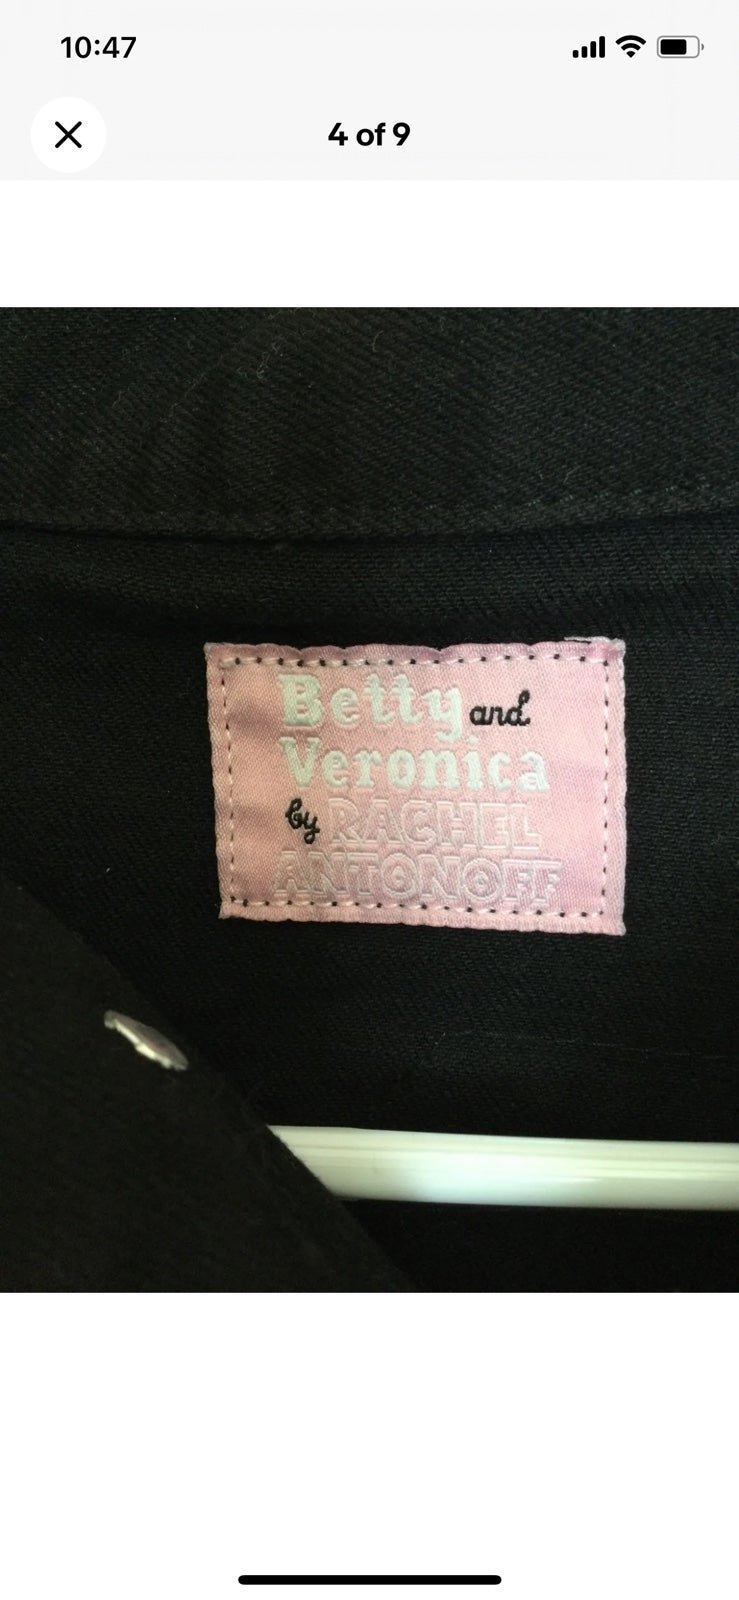 10:47
4 of 9
Betty and
Veronica
by RACHEL
ANTONOFF